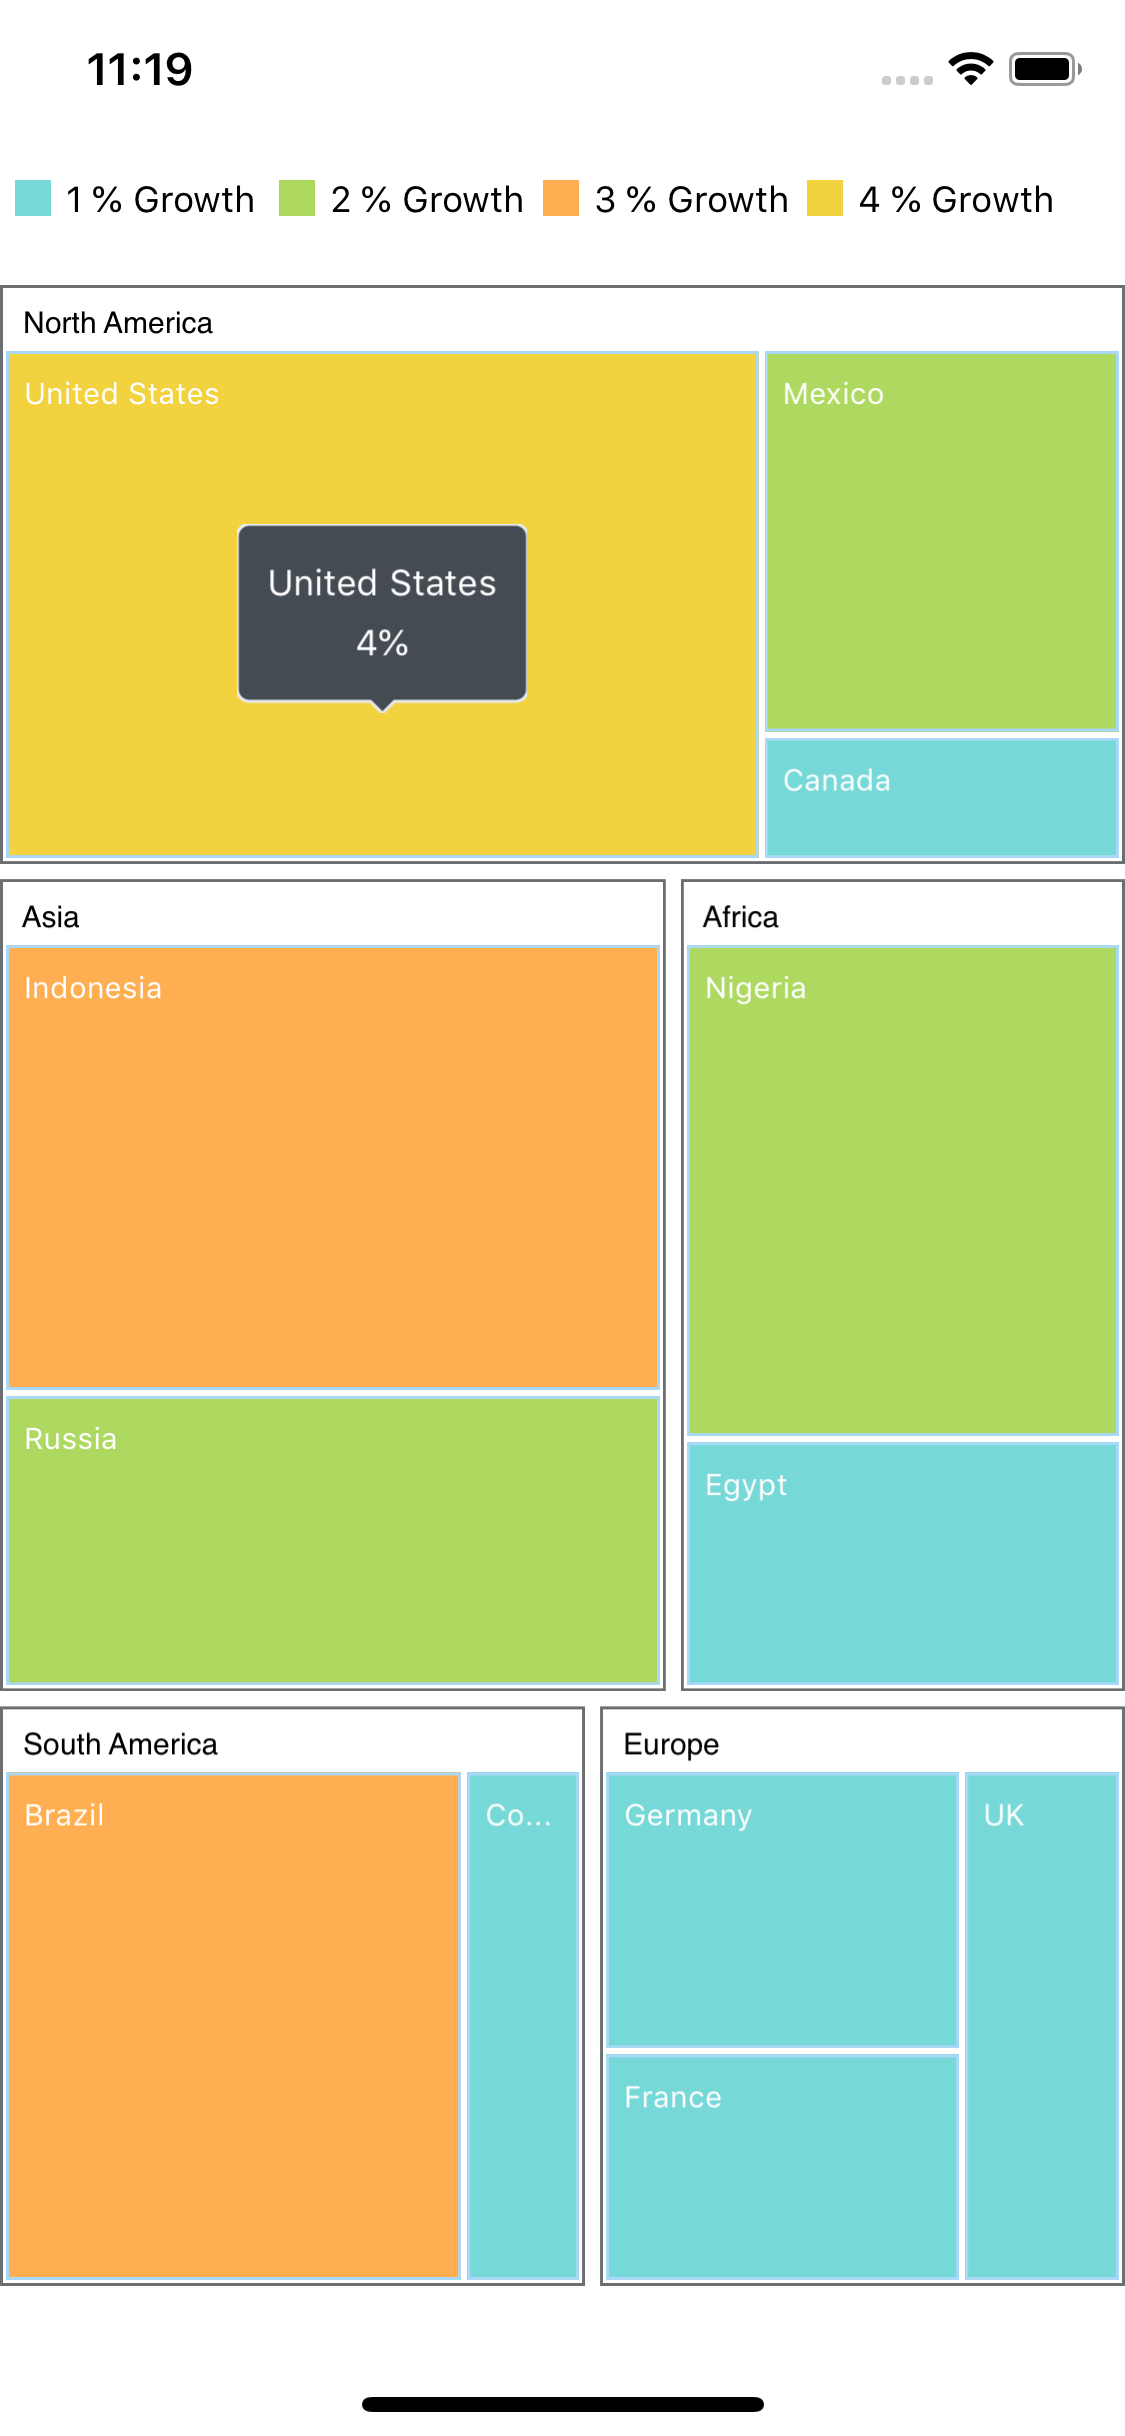 11:19
1 % Growth 2 % Growth 3 % Growth 4 % Growth
North America
United States
Mexico
United States
4%
Canada
Asia
Africa
Indonesia
Nigeria
Russia
Egypt
South America
Europe
Brazil
Co...
Germany
UK
France